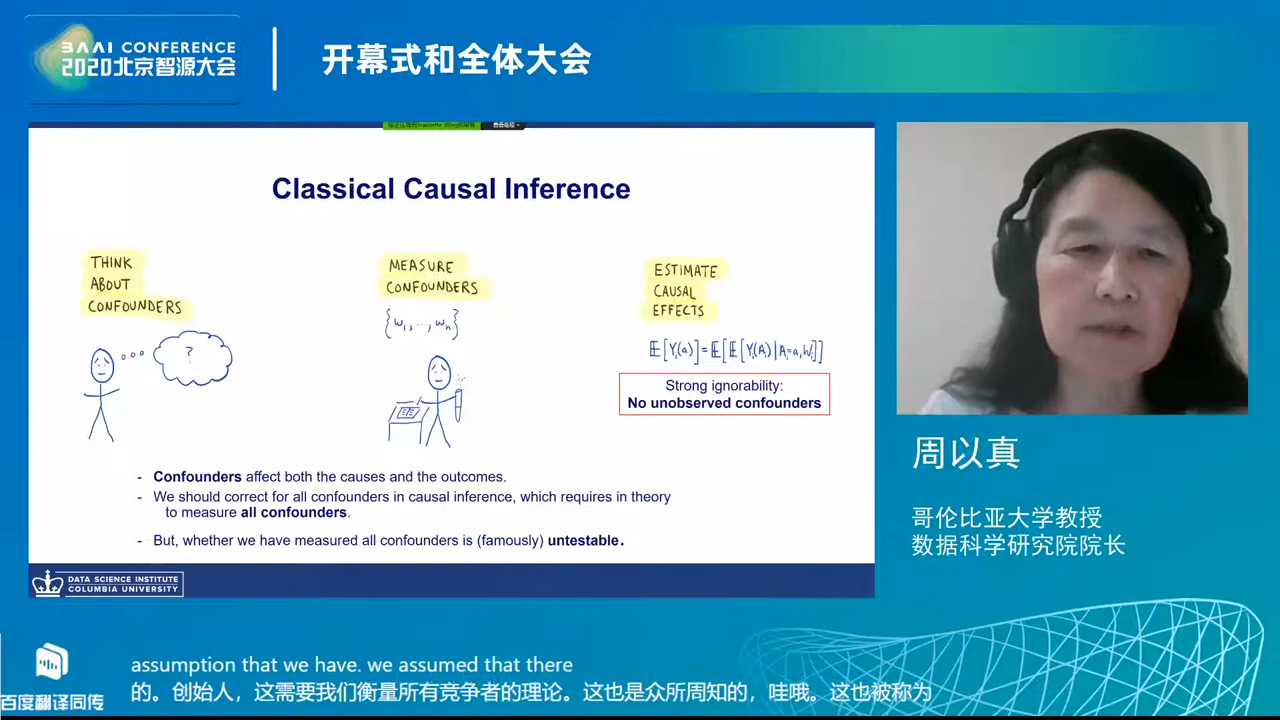 BAAI CONFERENCE
2020北京智源大会
开幕式和全体大会
Classical Causal Inference
THINK
ABOUT
CONFOUNDERS
?
MEASURE
CONFOUNDERS
{w₁,...,wₙ}
ESTIMATE
CAUSAL
EFFECTS
𝔼[Yᵢ(a)]=𝔼[𝔼[Yᵢ(Aᵢ)|Aᵢ=a,Wᵢ]]
Strong ignorability:
No unobserved confounders
- Confounders affect both the causes and the outcomes.
- We should correct for all confounders in causal inference, which requires in theory
to measure all confounders.
- But, whether we have measured all confounders is (famously) untestable.
DATA SCIENCE INSTITUTE
COLUMBIA UNIVERSITY
周以真
哥伦比亚大学教授
数据科学研究院院长
百度翻译同传
assumption that we have. we assumed that there
的。创始人，这需要我们衡量所有竞争者的理论。这也是众所周知的，哇哦。这也被称为